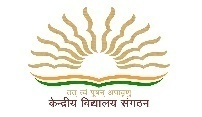 तत् त्वं पूषन् अपावृणु
केन्द्रीय विद्यालय संगठन